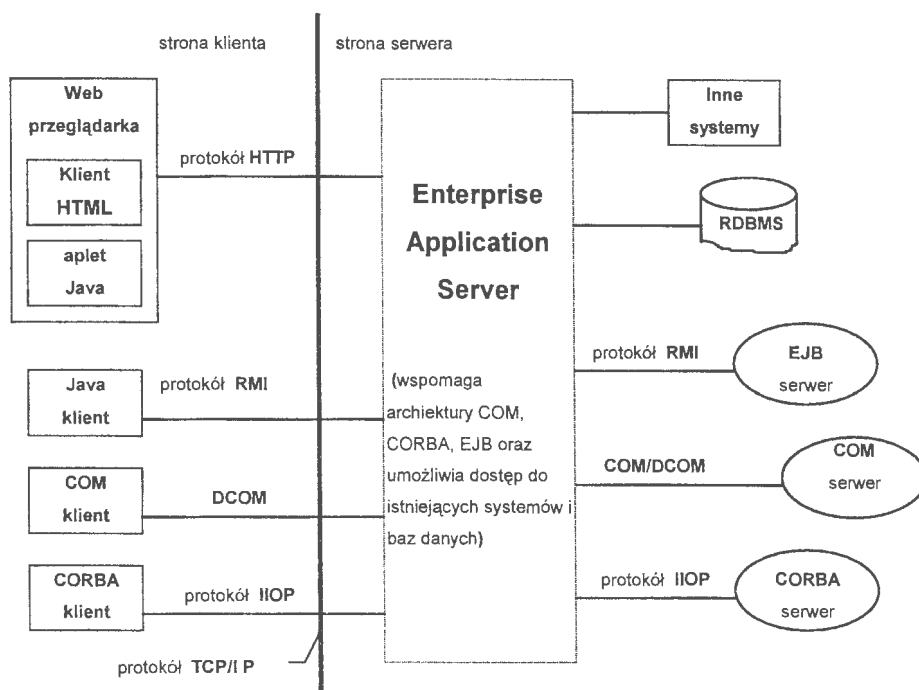 strona klienta
strona serwera
Web
przeglądarka
Klient
HTML
aplet
Java
protokół HTTP
Java
klient
protokół RMI
COM
klient
DCOM
CORBA
klient
protokół IIOP
protokół TCP/I P
Enterprise
Application
Server
(wspomaga
archiektury COM,
CORBA, EJB oraz
umożliwia dostęp do
istniejących systemów i
baz danych)
Inne
systemy
RDBMS
protokół RMI
EJB
serwer
COM/DCOM
COM
serwer
protokół IIOP
CORBA
serwer